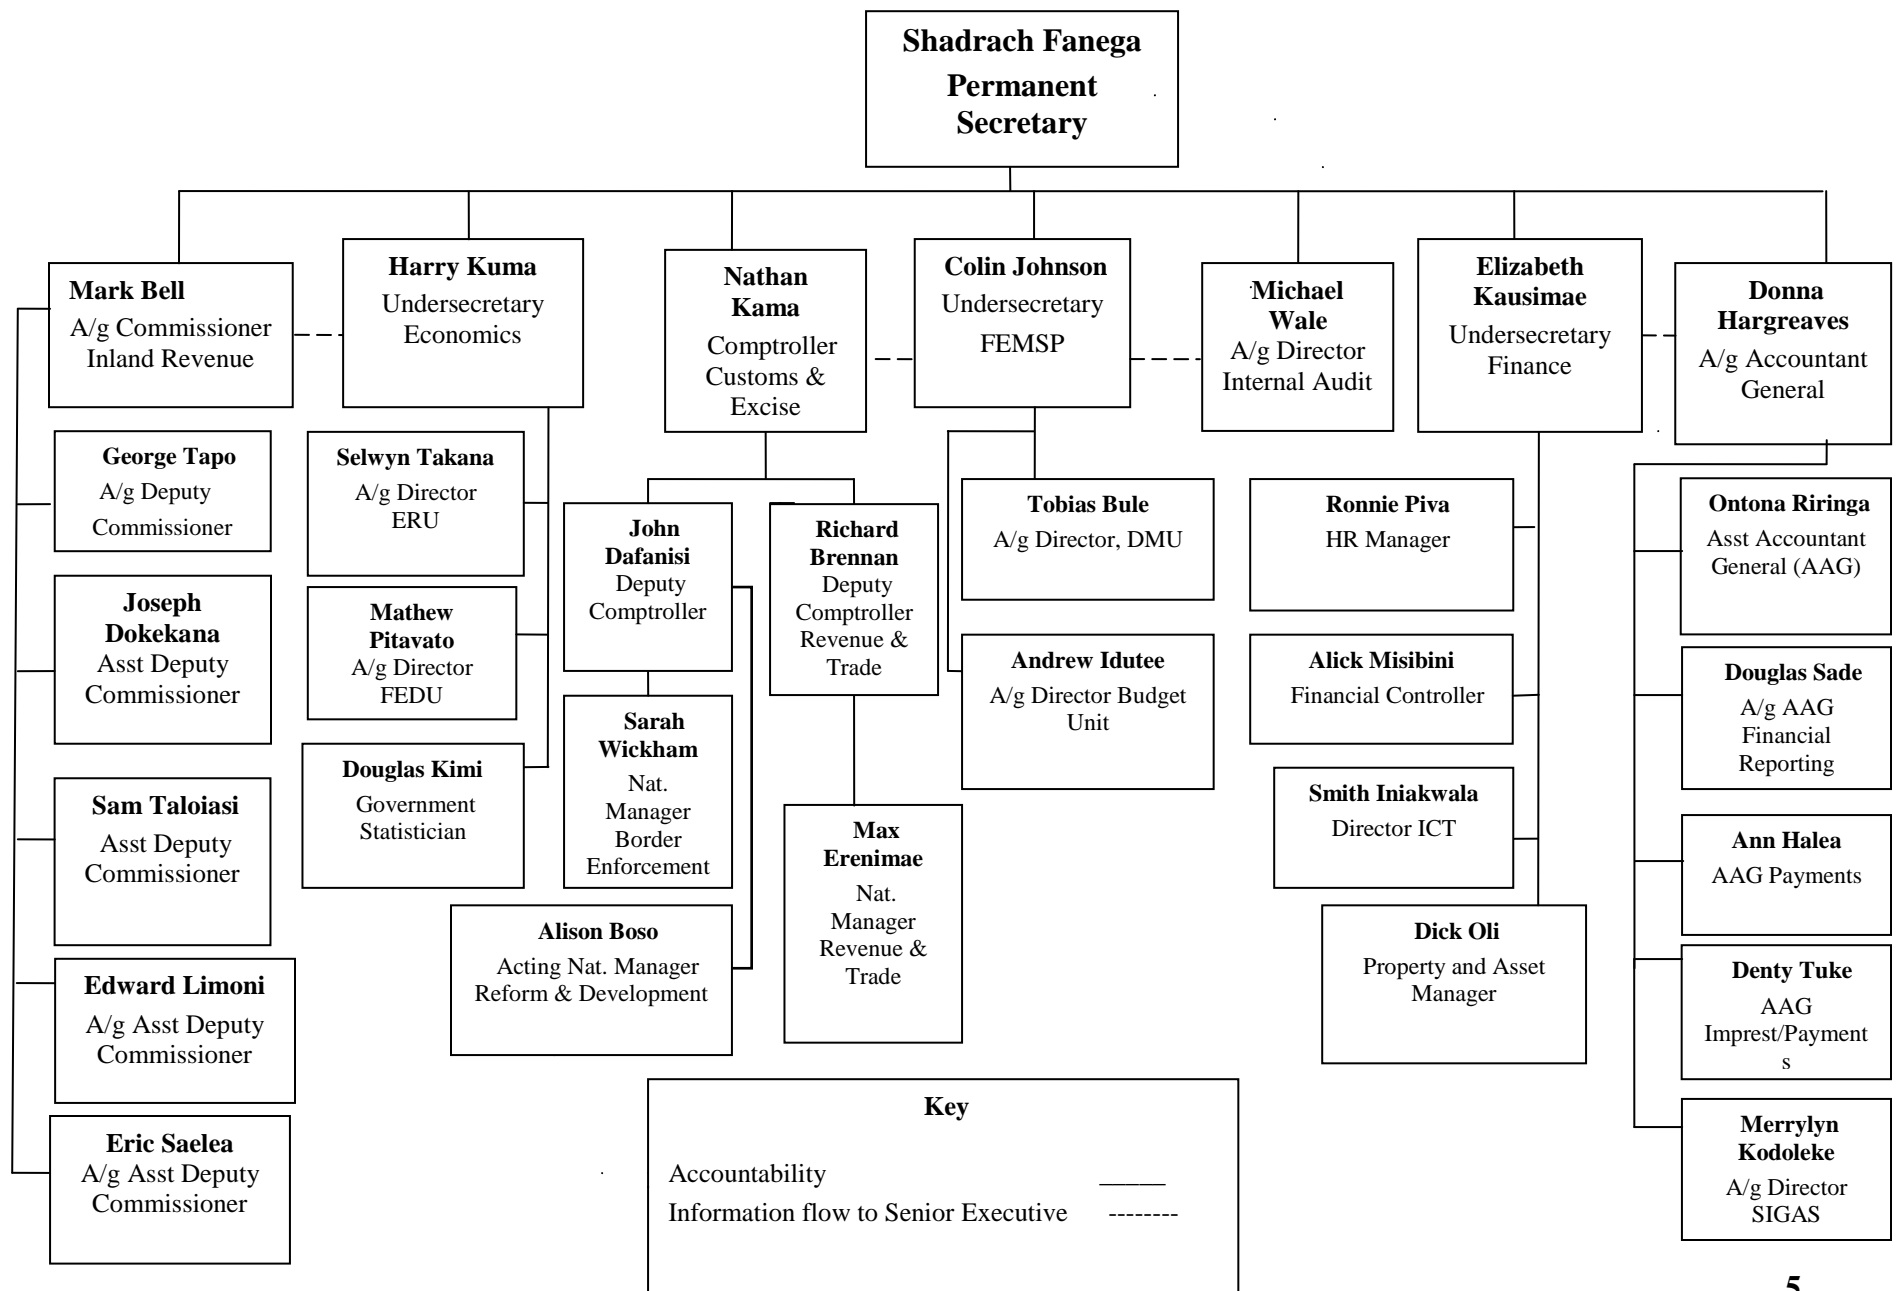 Shadrach Fanega
Permanent
Secretary
Mark Bell
A/g Commissioner
Inland Revenue
Harry Kuma
Undersecretary
Economics
Nathan
Kama
Comptroller
Customs &
Excise
Colin Johnson
Undersecretary
FEMSP
Michael
Wale
A/g Director
Internal Audit
Elizabeth
Kausimae
Undersecretary
Finance
Donna
Hargreaves
A/g Accountant
General
George Tapo
A/g Deputy
Commissioner
Joseph
Dokekana
Asst Deputy
Commissioner
Sam Taloiasi
Asst Deputy
Commissioner
Edward Limoni
A/g Asst Deputy
Commissioner
Eric Saelea
A/g Asst Deputy
Commissioner
Selwyn Takana
A/g Director
ERU
Mathew
Pitavato
A/g Director
FEDU
Douglas Kimi
Government
Statistician
John
Dafanisi
Deputy
Comptroller
Sarah
Wickham
Nat.
Manager
Border
Enforcement
Alison Boso
Acting Nat. Manager
Reform & Development
Richard
Brennan
Deputy
Comptroller
Revenue &
Trade
Max
Erenimae
Nat.
Manager
Revenue &
Trade
Tobias Bule
A/g Director, DMU
Andrew Idutee
A/g Director Budget
Unit
Ronnie Piva
HR Manager
Alick Misibini
Financial Controller
Smith Iniakwala
Director ICT
Dick Oli
Property and Asset
Manager
Ontona Riringa
Asst Accountant
General (AAG)
Douglas Sade
A/g AAG
Financial
Reporting
Ann Halea
AAG Payments
Denty Tuke
AAG
Imprest/Payment
s
Merrylyn
Kodoleke
A/g Director
SIGAS
Key
Accountability _____
Information flow to Senior Executive --------
5